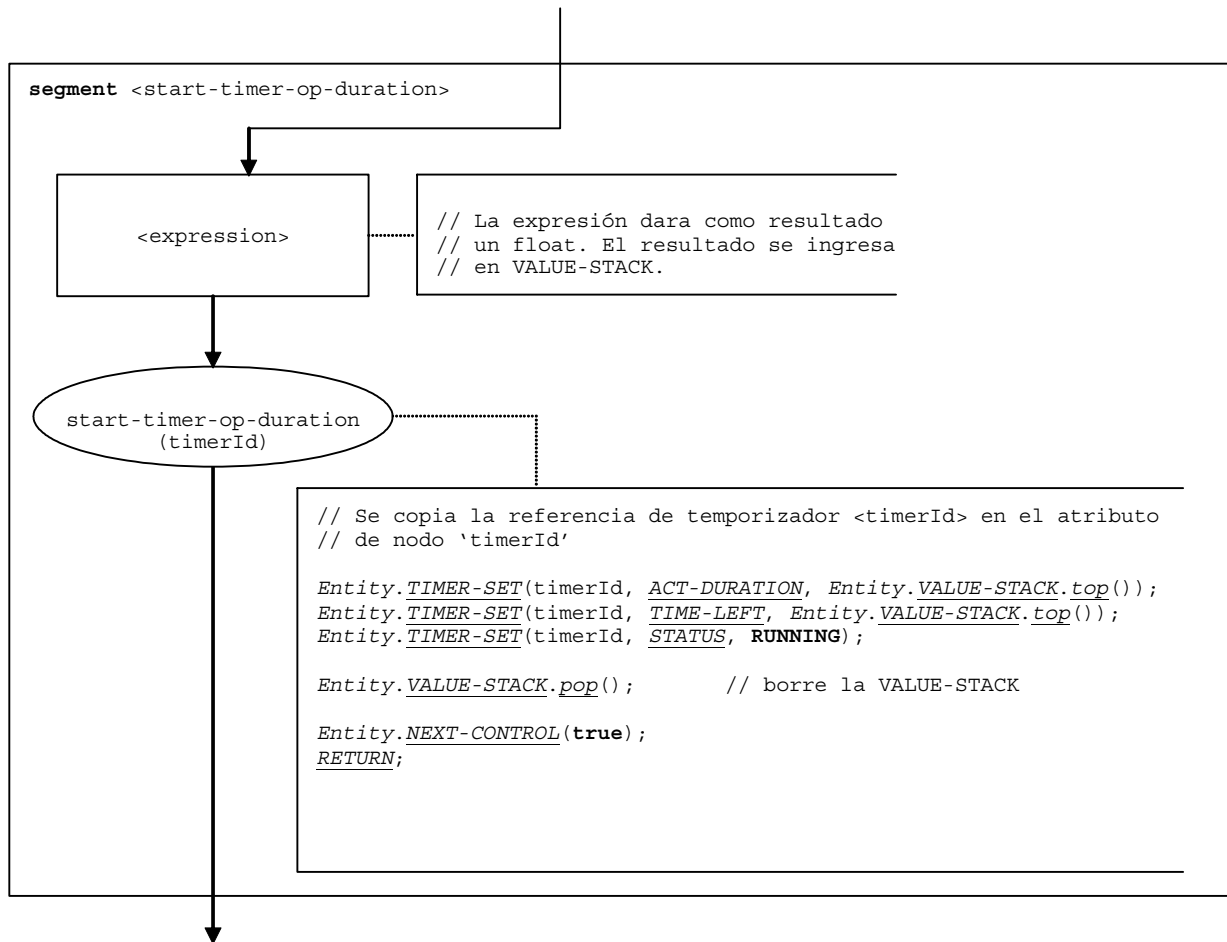 segment <start-timer-op-duration>
<expression>
// La expresión dara como resultado
// un float. El resultado se ingresa
// en VALUE-STACK.
start-timer-op-duration
(timerId)
// Se copia la referencia de temporizador <timerId> en el atributo
// de nodo ‘timerId’
Entity.TIMER-SET(timerId, ACT-DURATION, Entity.VALUE-STACK.top());
Entity.TIMER-SET(timerId, TIME-LEFT, Entity.VALUE-STACK.top());
Entity.TIMER-SET(timerId, STATUS, RUNNING);
Entity.VALUE-STACK.pop(); // borre la VALUE-STACK
Entity.NEXT-CONTROL(true);
RETURN;